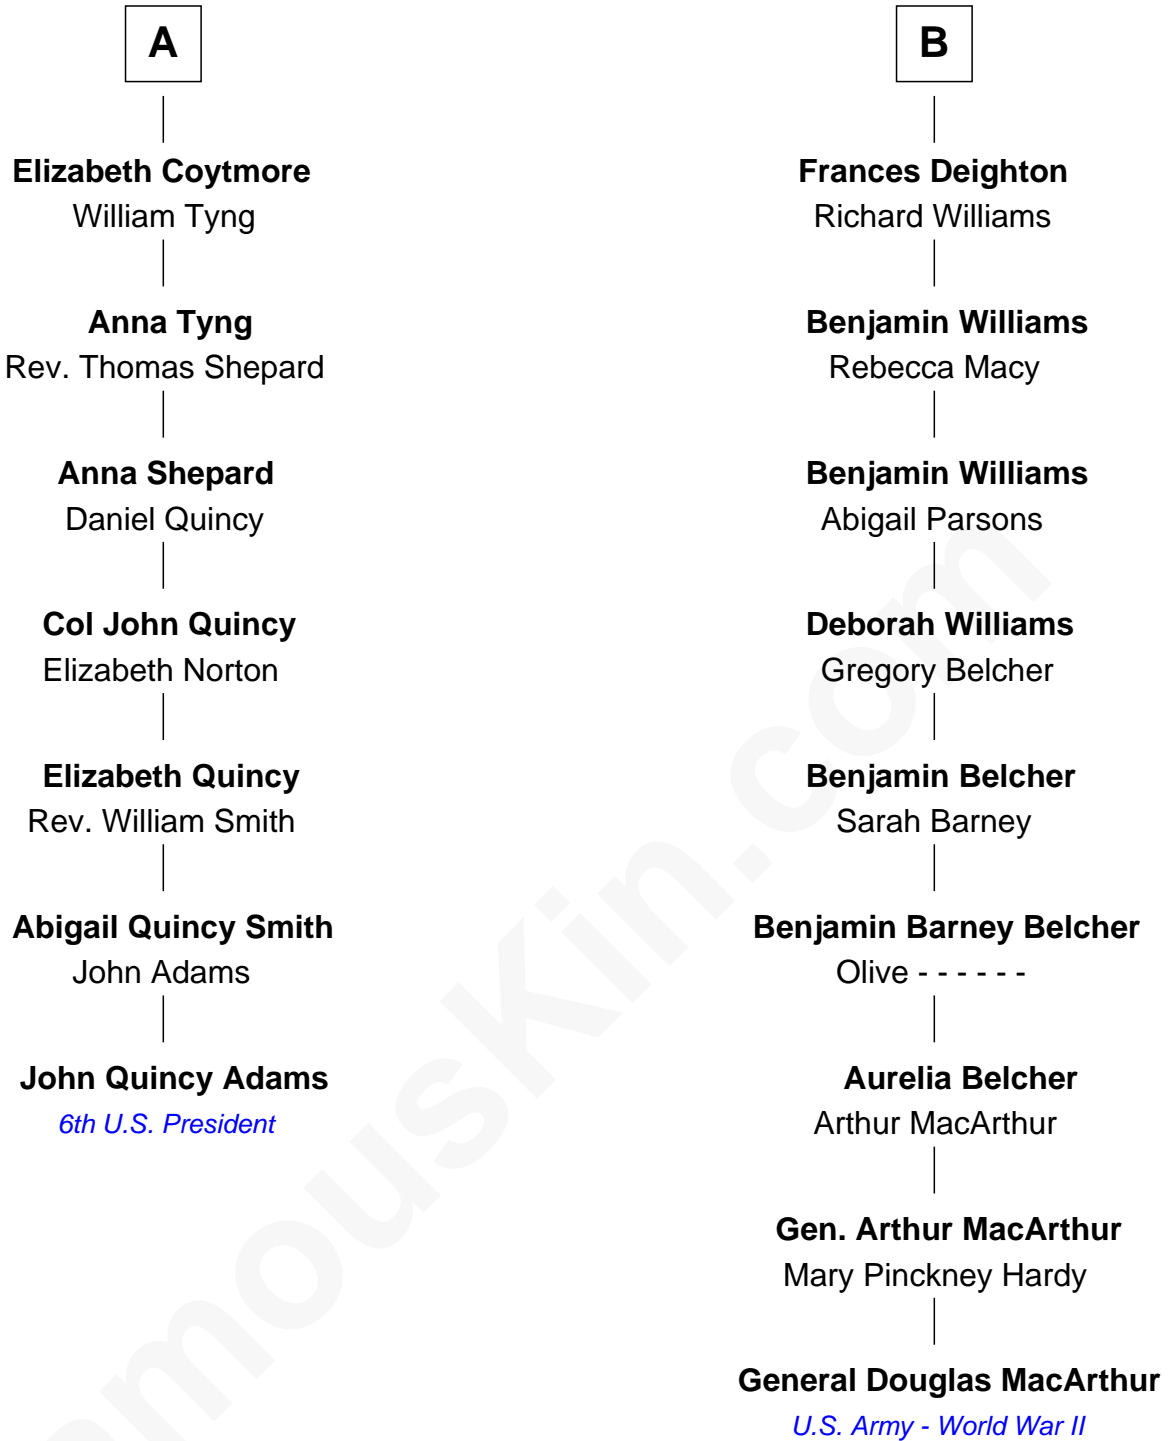 A
Elizabeth Coytmore
William Tyng
Anna Tyng
Rev. Thomas Shepard
Anna Shepard
Daniel Quincy
Col John Quincy
Elizabeth Norton
Elizabeth Quincy
Rev. William Smith
Abigail Quincy Smith
John Adams
John Quincy Adams
6th U.S. President
B
Frances Deighton
Richard Williams
Benjamin Williams
Rebecca Macy
Benjamin Williams
Abigail Parsons
Deborah Williams
Gregory Belcher
Benjamin Belcher
Sarah Barney
Benjamin Barney Belcher
Olive - - - - - -
Aurelia Belcher
Arthur MacArthur
Gen. Arthur MacArthur
Mary Pinckney Hardy
General Douglas MacArthur
U.S. Army - World War II
amousKin.com